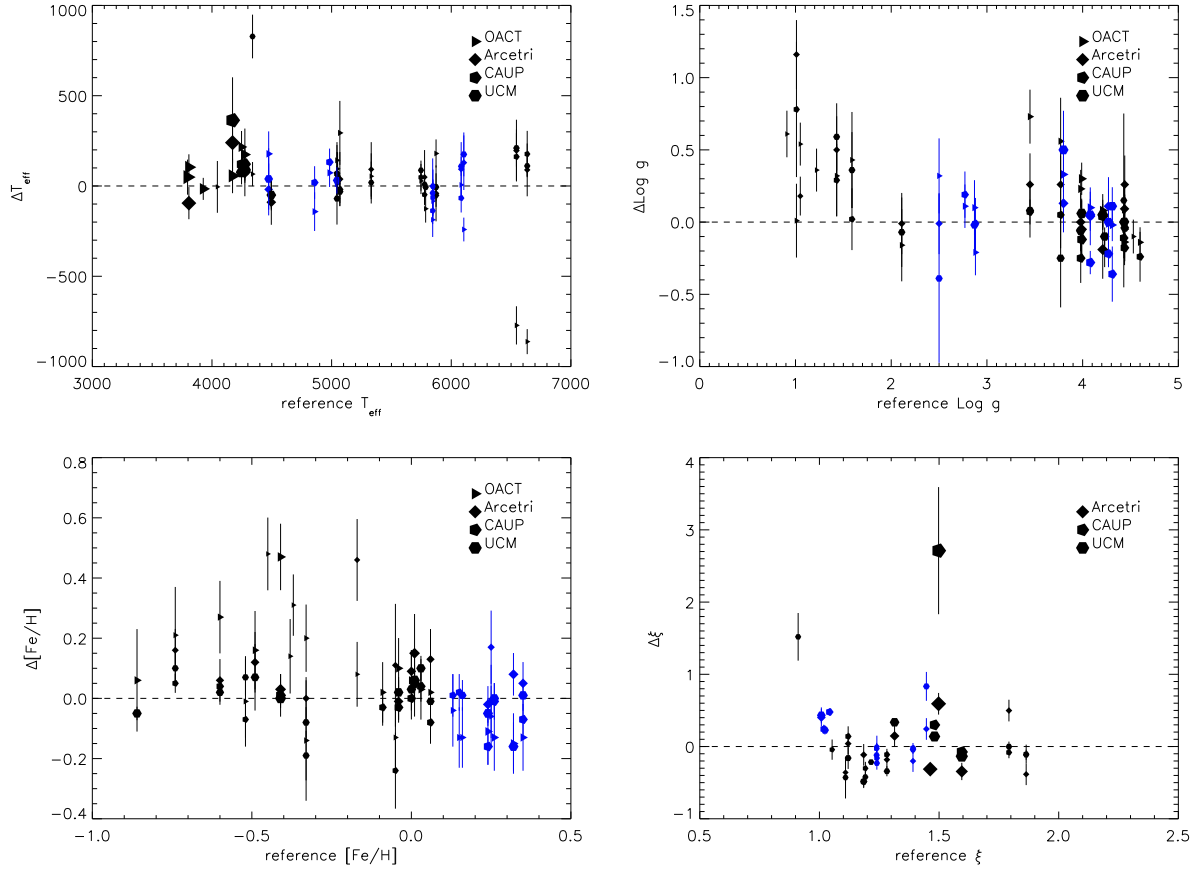 1000
500
0
−500
−1000
ΔTeff
3000 4000 5000 6000 7000
reference Teff
OACT
Arcetri
CAUP
UCM
1.5
1.0
0.5
0.0
−0.5
−1.0
ΔLog g
0 1 2 3 4 5
reference Log g
OACT
Arcetri
CAUP
UCM
0.8
0.6
0.4
0.2
0.0
−0.2
−0.4
Δ[Fe/H]
−1.0 −0.5 0.0 0.5
reference [Fe/H]
OACT
Arcetri
CAUP
UCM
4
3
2
1
0
−1
Δξ
0.5 1.0 1.5 2.0 2.5
reference ξ
Arcetri
CAUP
UCM